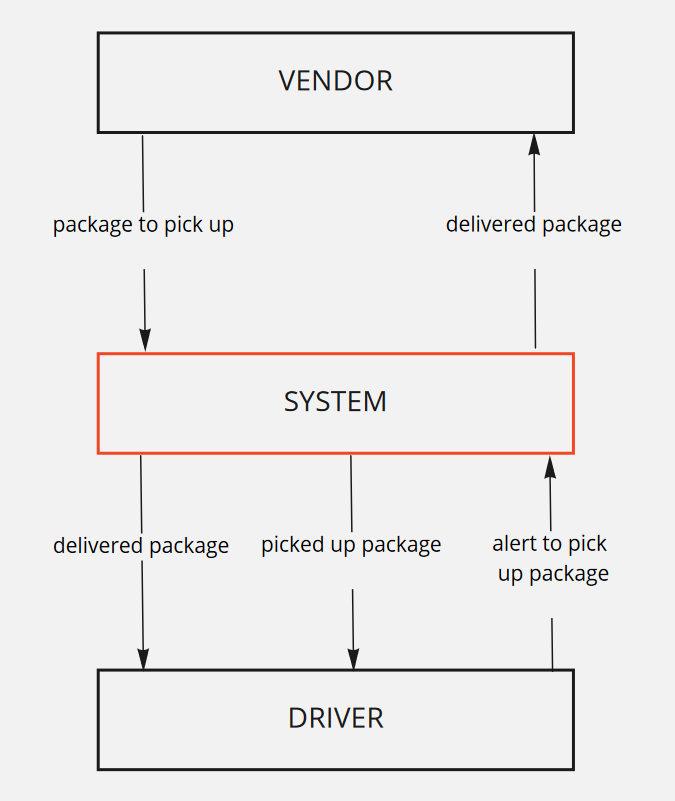 VENDOR
package to pick up
delivered package
SYSTEM
delivered package
picked up package
alert to pick
up package
DRIVER